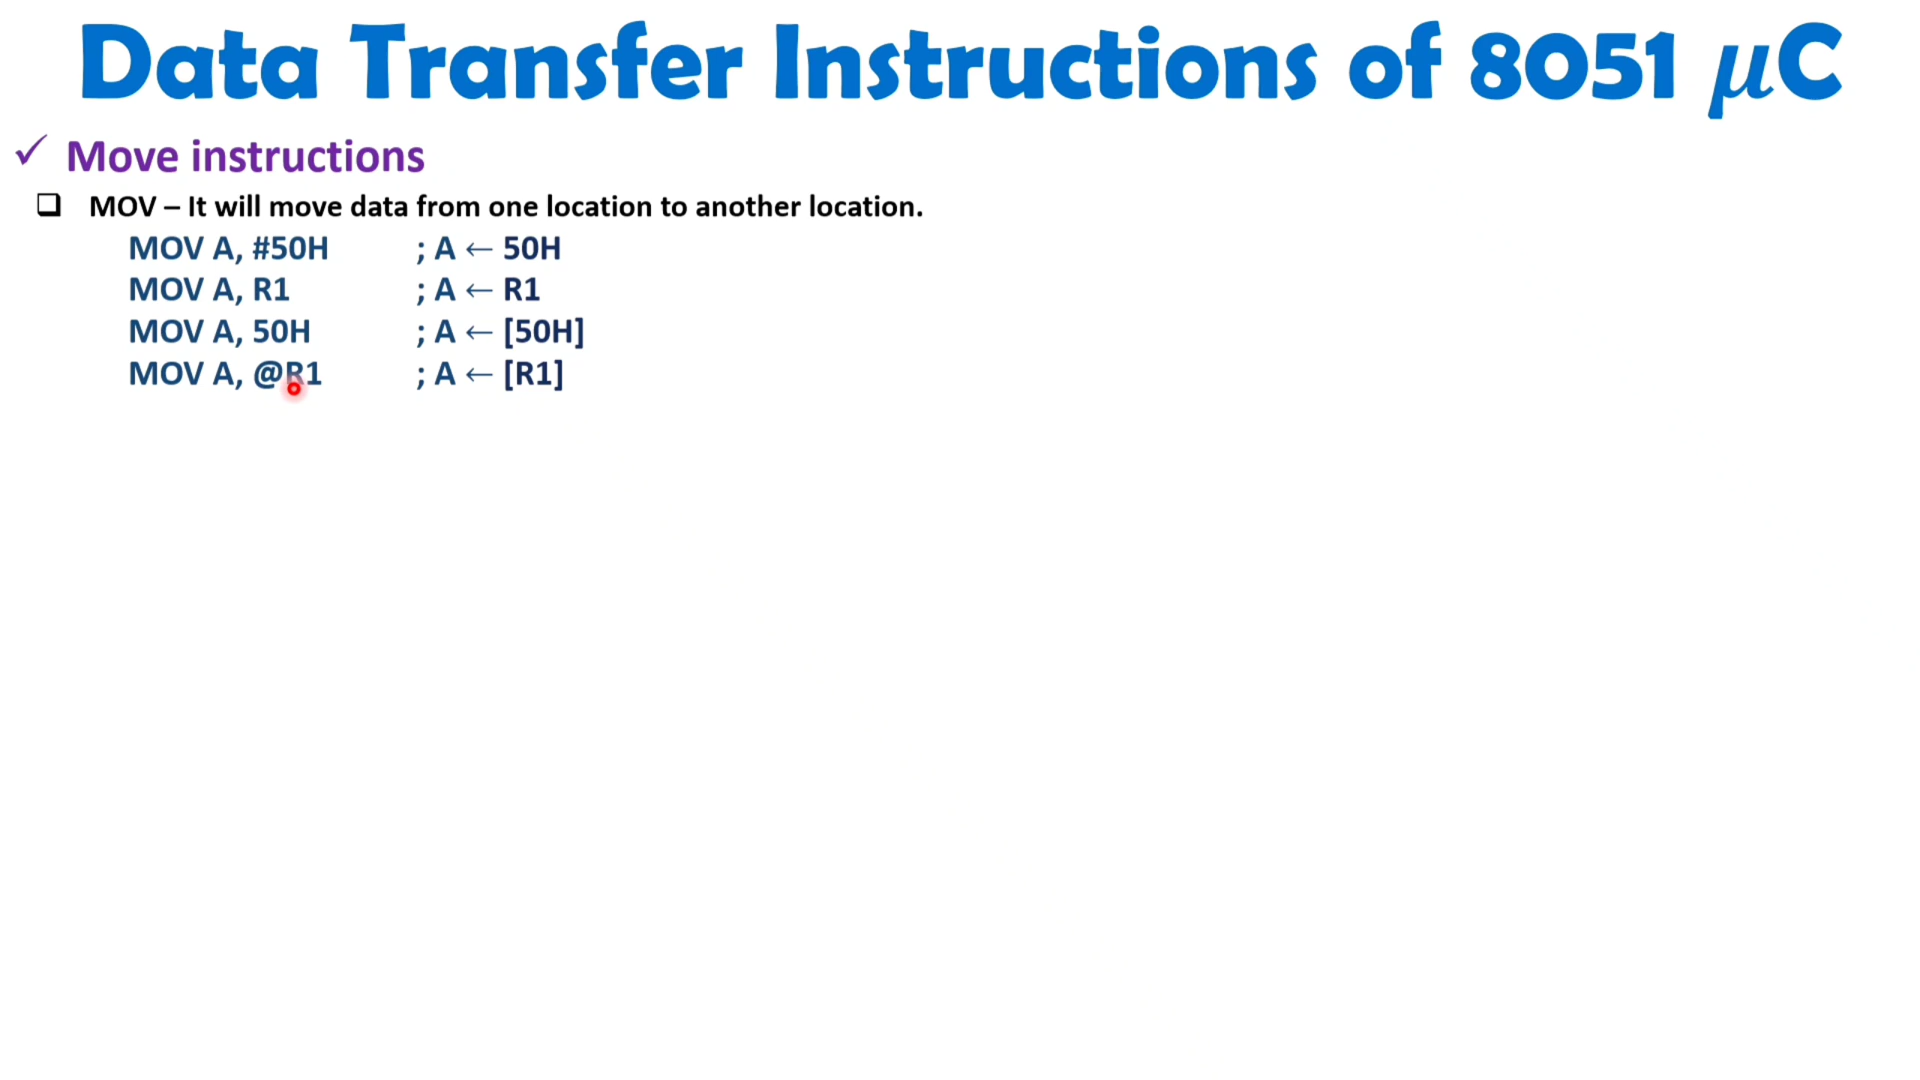 Data Transfer Instructions of 8051 μC
✓ Move instructions
❑ MOV – It will move data from one location to another location.
MOV A, #50H ; A ← 50H
MOV A, R1 ; A ← R1
MOV A, 50H ; A ← [50H]
MOV A, @R1 ; A ← [R1]